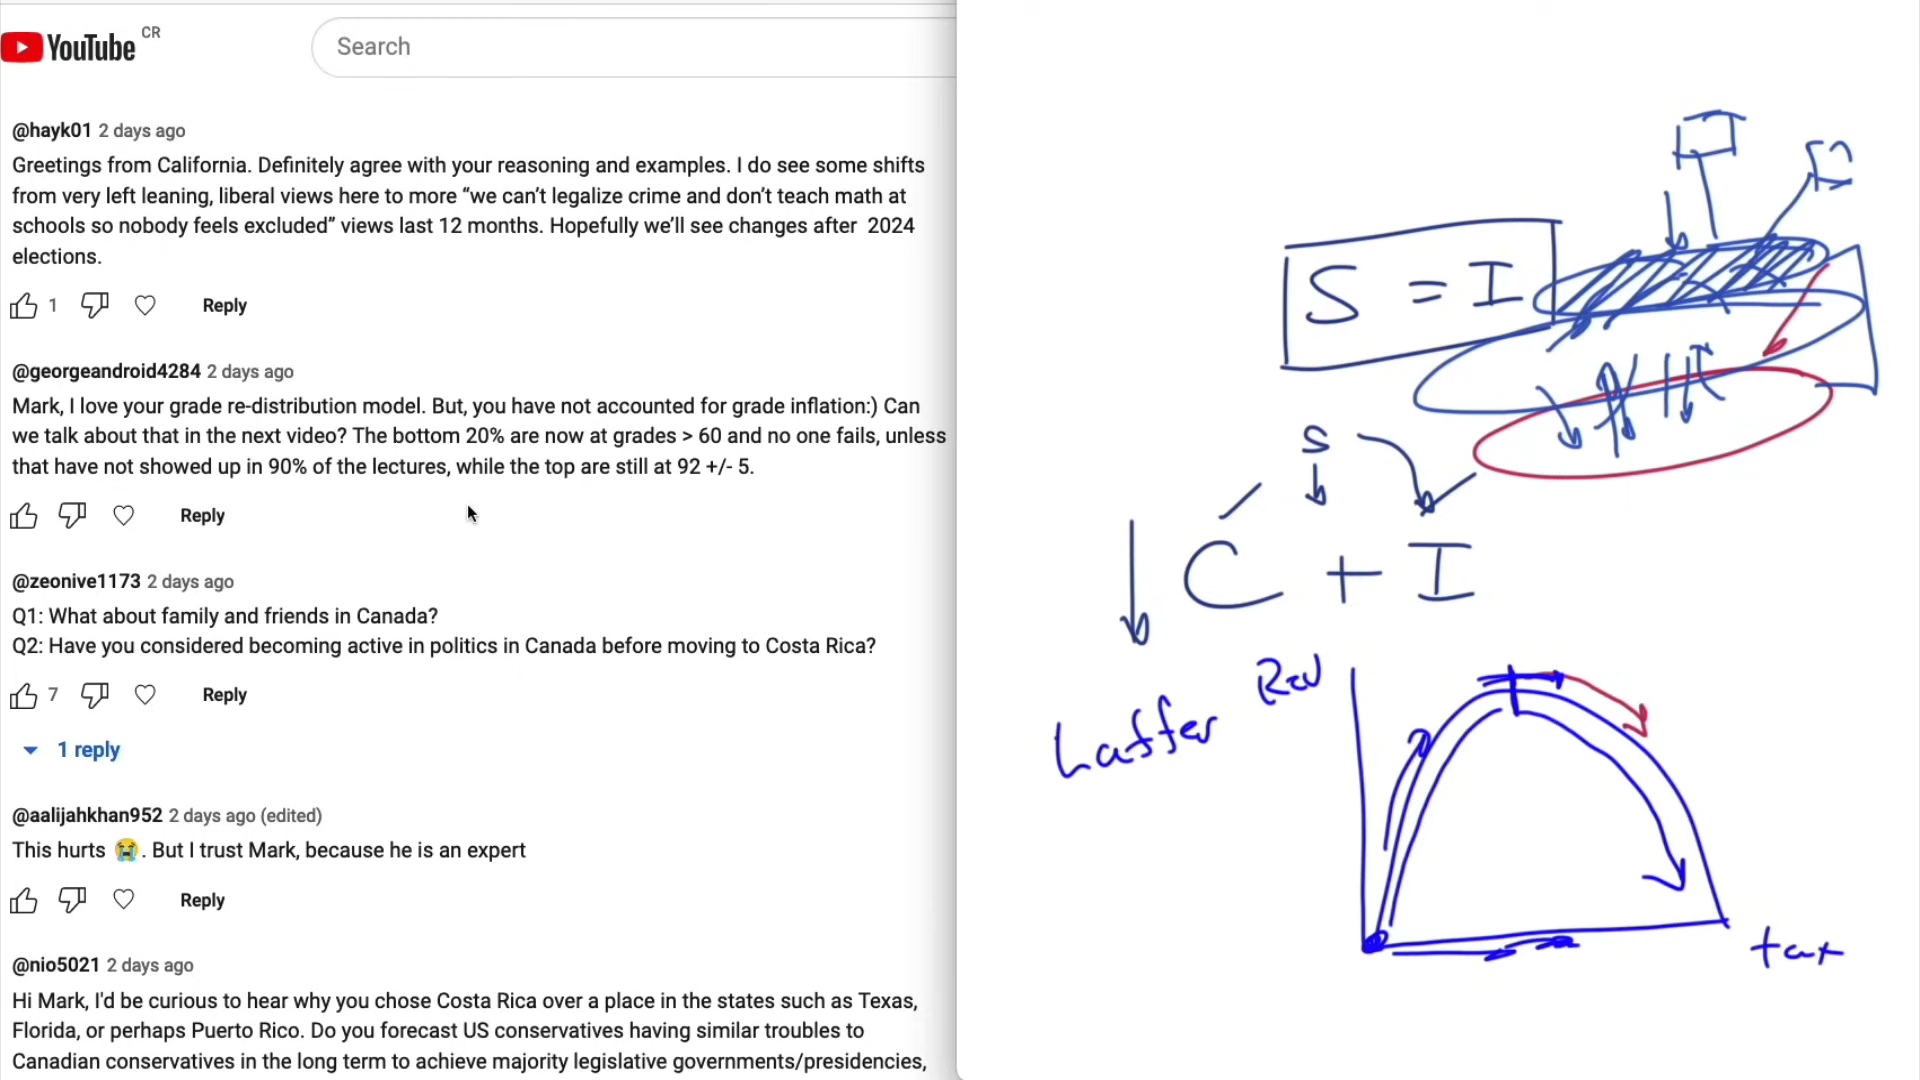 YouTube CR
Search
@hayk01 2 days ago
Greetings from California. Definitely agree with your reasoning and examples. I do see some shifts
from very left leaning, liberal views here to more “we can’t legalize crime and don’t teach math at
schools so nobody feels excluded” views last 12 months. Hopefully we’ll see changes after 2024
elections.
1 Reply
@georgeandroid4284 2 days ago
Mark, I love your grade re-distribution model. But, you have not accounted for grade inflation:) Can
we talk about that in the next video? The bottom 20% are now at grades > 60 and no one fails, unless
that have not showed up in 90% of the lectures, while the top are still at 92 +/- 5.
Reply
@zeonive1173 2 days ago
Q1: What about family and friends in Canada?
Q2: Have you considered becoming active in politics in Canada before moving to Costa Rica?
7 Reply
1 reply
@aalijahkhan952 2 days ago (edited)
This hurts 😭. But I trust Mark, because he is an expert
Reply
@nio5021 2 days ago
Hi Mark, I'd be curious to hear why you chose Costa Rica over a place in the states such as Texas,
Florida, or perhaps Puerto Rico. Do you forecast US conservatives having similar troubles to
Canadian conservatives in the long term to achieve majority legislative governments/presidencies,
S = I
S
C + I
Rev
Laffer
tax